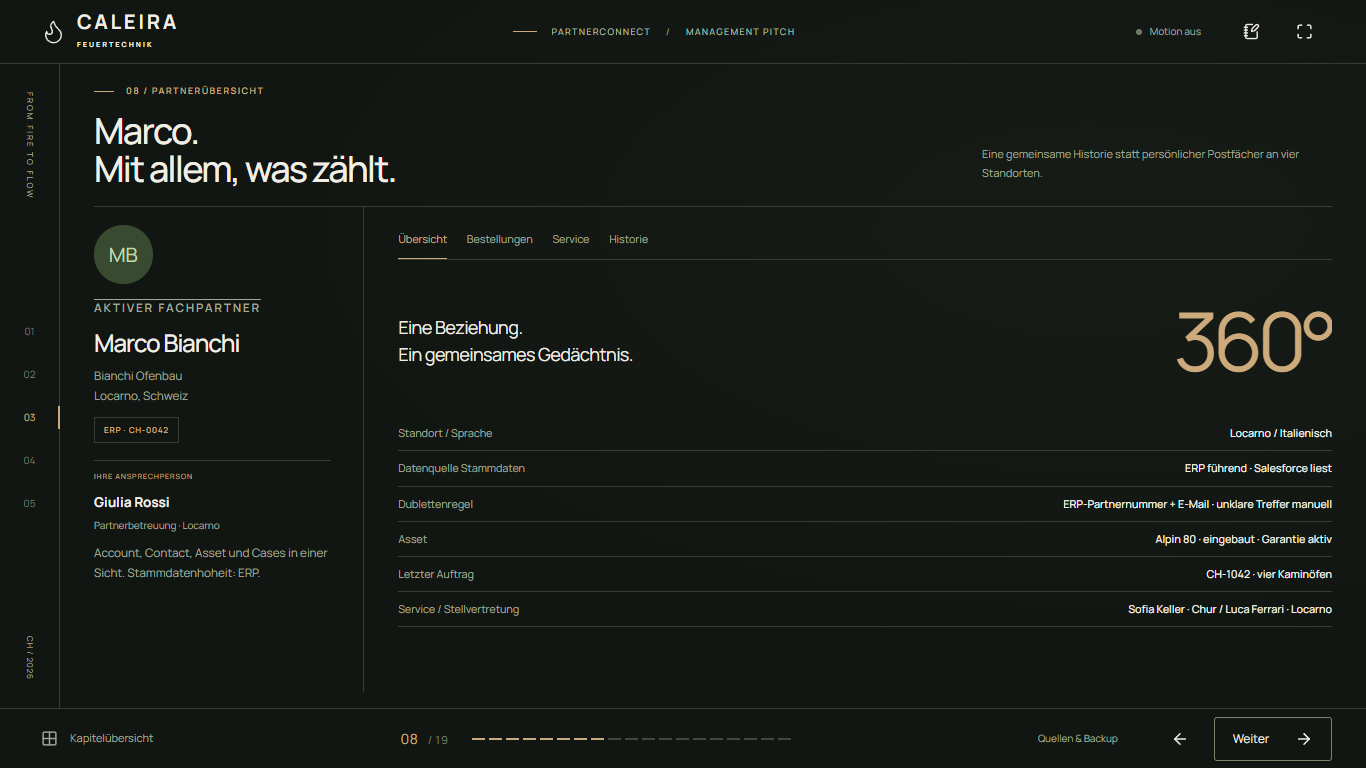 CALEIRA
FEUERTECHNIK
PARTNERCONNECT / MANAGEMENT PITCH
Motion aus
FROM FIRE TO FLOW
01
02
03
04
05
CH / 2026
08 / PARTNERÜBERSICHT
Marco.
Mit allem, was zählt.
Eine gemeinsame Historie statt persönlicher Postfächer an vier
Standorten.
MB
AKTIVER FACHPARTNER
Marco Bianchi
Bianchi Ofenbau
Locarno, Schweiz
ERP · CH-0042
IHRE ANSPRECHPERSON
Giulia Rossi
Partnerbetreuung · Locarno
Account, Contact, Asset und Cases in einer
Sicht. Stammdatenhoheit: ERP.
Übersicht Bestellungen Service Historie
Eine Beziehung.
Ein gemeinsames Gedächtnis.
360°
Standort / Sprache Locarno / Italienisch
Datenquelle Stammdaten ERP führend · Salesforce liest
Dublettenregel ERP-Partnernummer + E-Mail · unklare Treffer manuell
Asset Alpin 80 · eingebaut · Garantie aktiv
Letzter Auftrag CH-1042 · vier Kaminöfen
Service / Stellvertretung Sofia Keller · Chur / Luca Ferrari · Locarno
Kapitelübersicht
08 / 19
Quellen & Backup
Weiter